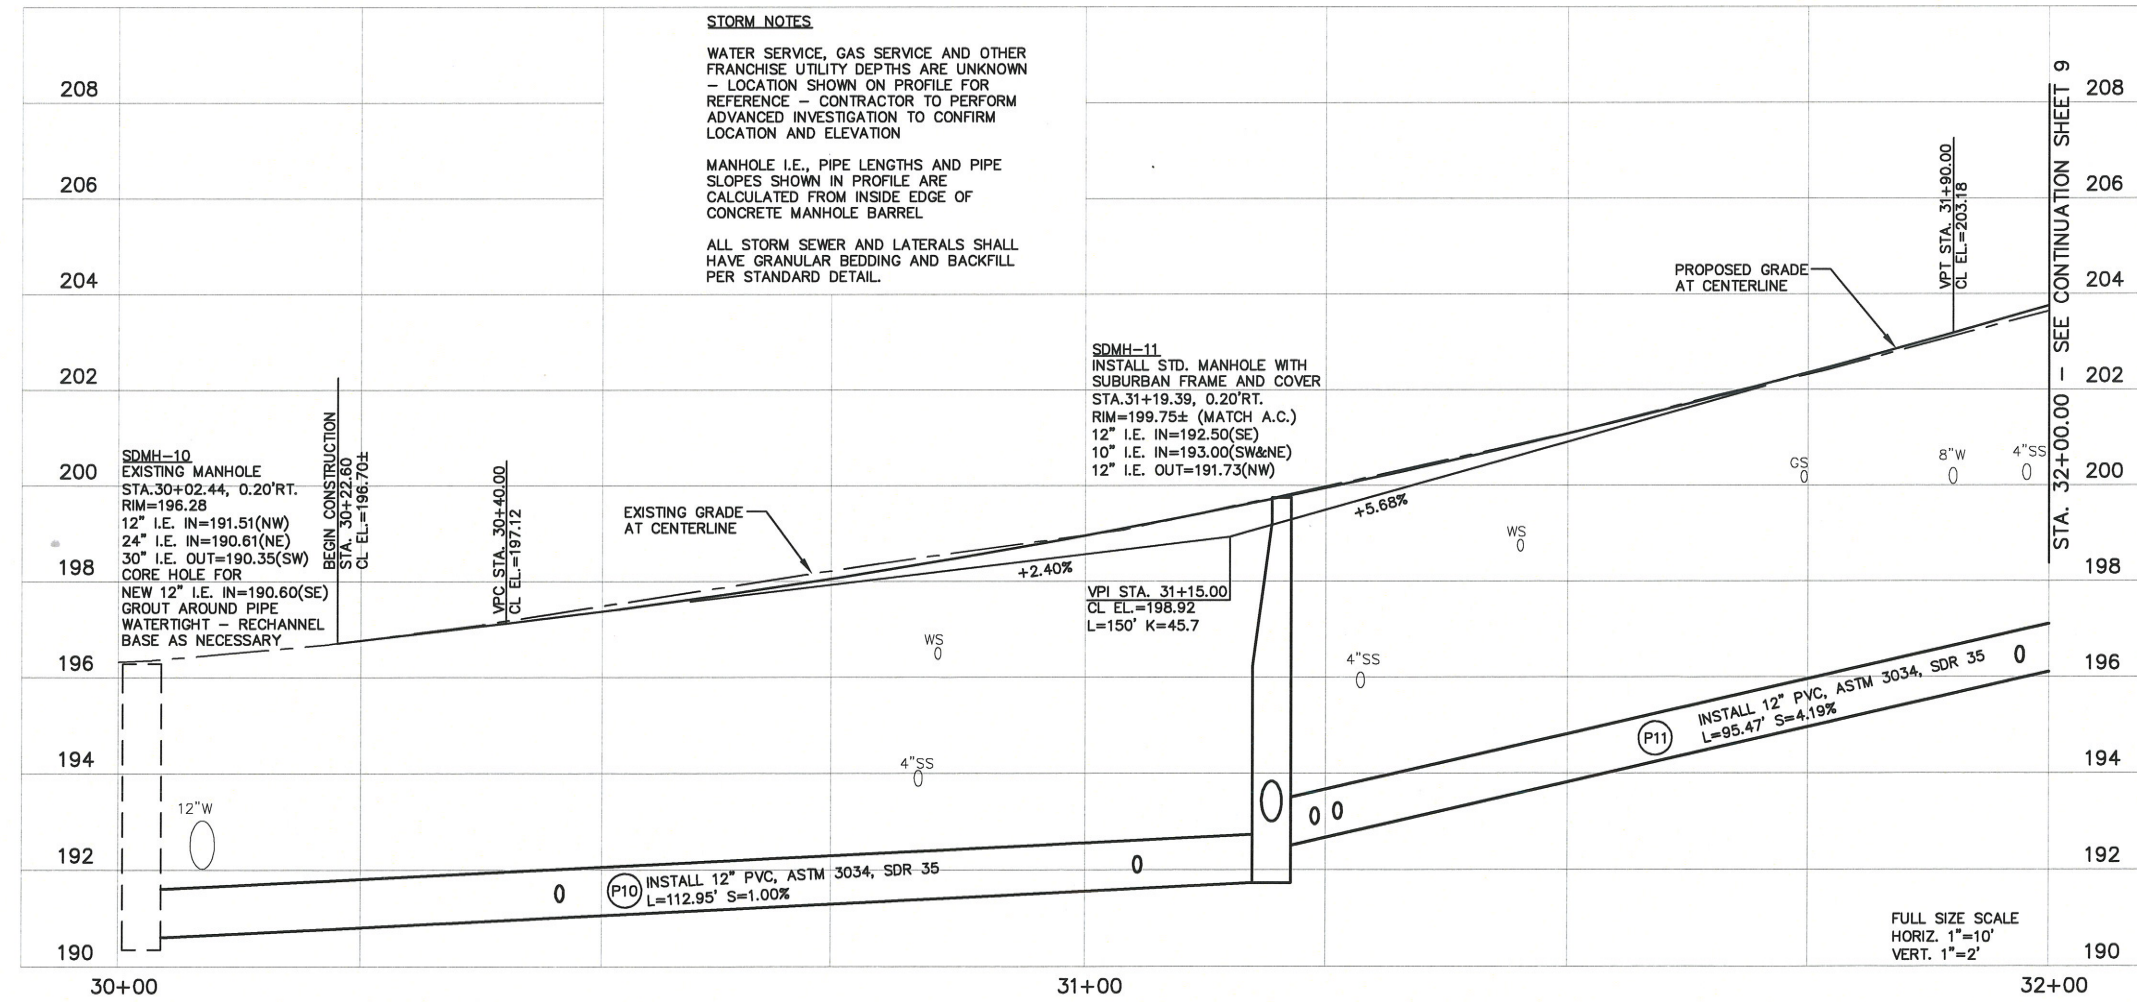 STORM NOTES
WATER SERVICE, GAS SERVICE AND OTHER
FRANCHISE UTILITY DEPTHS ARE UNKNOWN
– LOCATION SHOWN ON PROFILE FOR
REFERENCE – CONTRACTOR TO PERFORM
ADVANCED INVESTIGATION TO CONFIRM
LOCATION AND ELEVATION
MANHOLE I.E., PIPE LENGTHS AND PIPE
SLOPES SHOWN IN PROFILE ARE
CALCULATED FROM INSIDE EDGE OF
CONCRETE MANHOLE BARREL
ALL STORM SEWER AND LATERALS SHALL
HAVE GRANULAR BEDDING AND BACKFILL
PER STANDARD DETAIL.
208
206
204
202
200
198
196
194
192
190
SDMH–10
EXISTING MANHOLE
STA.30+02.44, 0.20'RT.
RIM=196.28
12" I.E. IN=191.51(NW)
24" I.E. IN=190.61(NE)
30" I.E. OUT=190.35(SW)
CORE HOLE FOR
NEW 12" I.E. IN=190.60(SE)
GROUT AROUND PIPE
WATERTIGHT – RECHANNEL
BASE AS NECESSARY
BEGIN CONSTRUCTION
STA. 30+22.60
CL EL.=196.70±
VPC STA. 30+40.00
CL EL.=197.12
EXISTING GRADE
AT CENTERLINE
SDMH–11
INSTALL STD. MANHOLE WITH
SUBURBAN FRAME AND COVER
STA.31+19.39, 0.20'RT.
RIM=199.75± (MATCH A.C.)
12" I.E. IN=192.50(SE)
10" I.E. IN=193.00(SW&NE)
12" I.E. OUT=191.73(NW)
+2.40%
VPI STA. 31+15.00
CL EL.=198.92
L=150' K=45.7
+5.68%
PROPOSED GRADE
AT CENTERLINE
VPT STA. 31+90.00
CL EL.=203.18
STA. 32+00.00 – SEE CONTINUATION SHEET 9
12"W
WS
4"SS
4"SS
WS
GS
8"W
4"SS
P10
INSTALL 12" PVC, ASTM 3034, SDR 35
L=112.95' S=1.00%
P11
INSTALL 12" PVC, ASTM 3034, SDR 35
L=95.47' S=4.19%
208
206
204
202
200
198
196
194
192
190
FULL SIZE SCALE
HORIZ. 1"=10'
VERT. 1"=2'
30+00
31+00
32+00